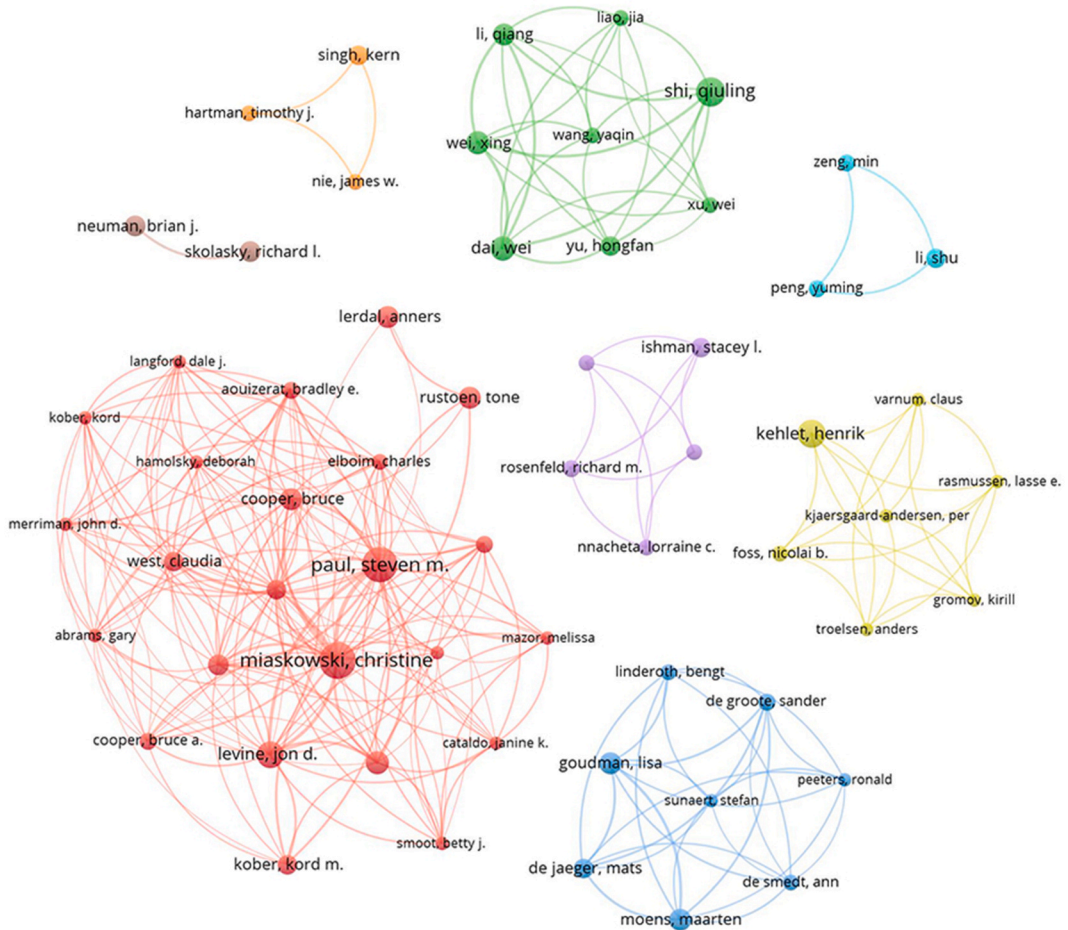 liao, jia
li, qiang
singh, kern
shi, qiuling
hartman, timothy j.
wang, yaqin
wei, xing
zeng, min
nie, james w.
xu, wei
neuman, brian j.
yu, hongfan
dai, wei
skolasky, richard l.
li, shu
peng, yuming
lerdal, anners
ishman, stacey l.
langford, dale j.
aouizerat, bradley e.
rustoen, tone
varnum, claus
kober, kord
kehlet, henrik
hamolsky, deborah
elboim, charles
rosenfeld, richard m.
rasmussen, lasse e.
cooper, bruce
kjaersgaard-andersen, per
merriman, john d.
nnacheta, lorraine c.
foss, nicolai b.
west, claudia
paul, steven m.
gromov, kirill
troelsen, anders
abrams, gary
mazor, melissa
miaskowski, christine
linderoth, bengt
de groote, sander
cooper, bruce a.
cataldo, janine k.
levine, jon d.
goudman, lisa
peeters, ronald
sunaert, stefan
smoot, betty j.
kober, kord m.
de jaeger, mats
de smedt, ann
moens, maarten